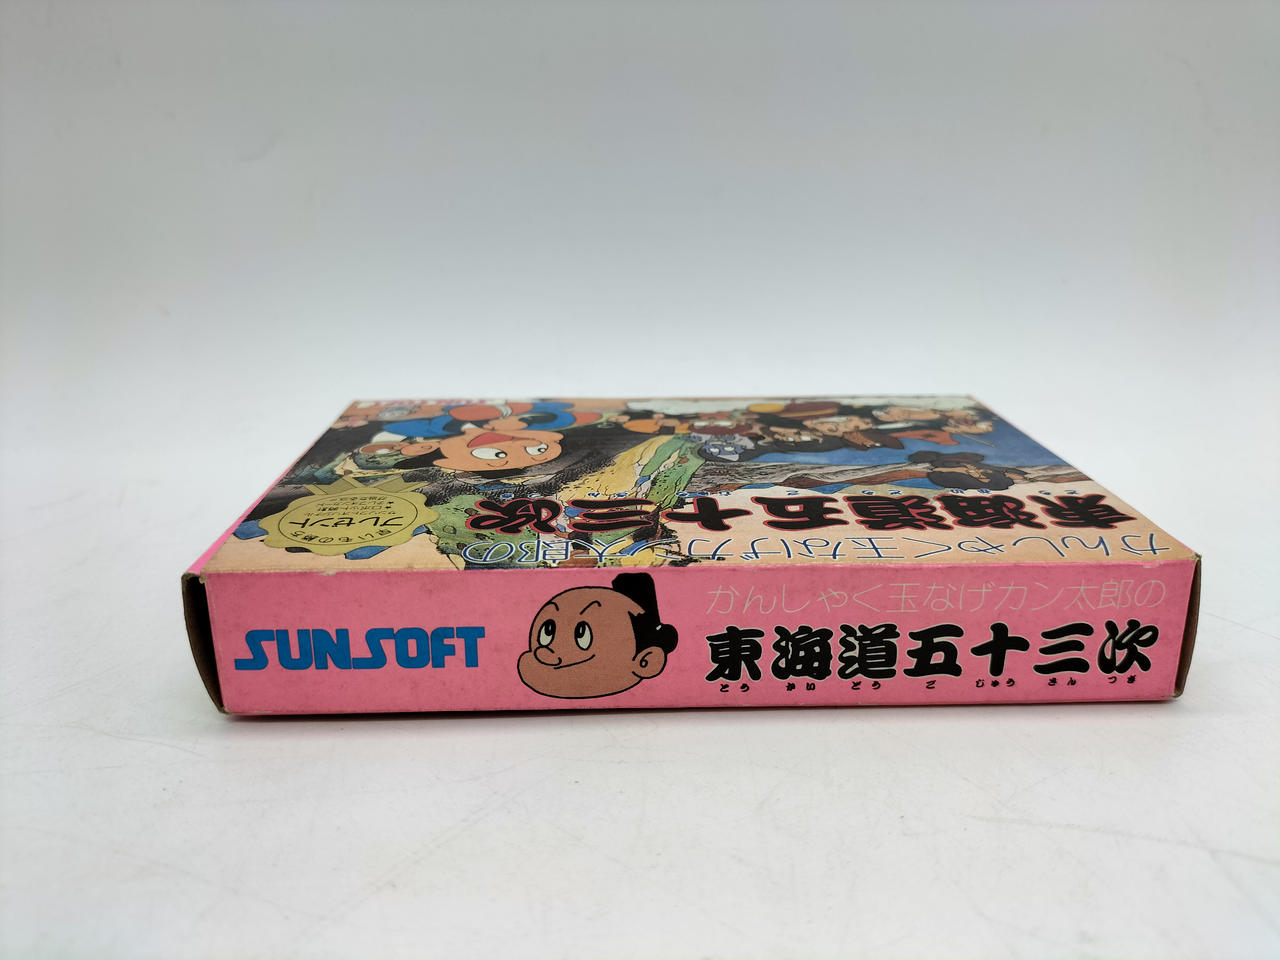 SUNSOFT
かんしゃく玉なげカン太郎の
東海道五十三次
とう かい どう ご じゅう さん つぎ
かんしゃく玉なげカン太郎の
東海道五十三次
プレゼント